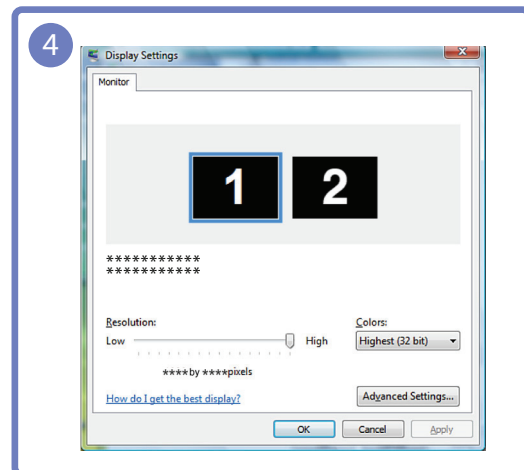 4
Display Settings
Monitor
1 2
***********
***********
Resolution: Colors:
Low High Highest (32 bit)
****by ****pixels
How do I get the best display? Advanced Settings...
OK Cancel Apply